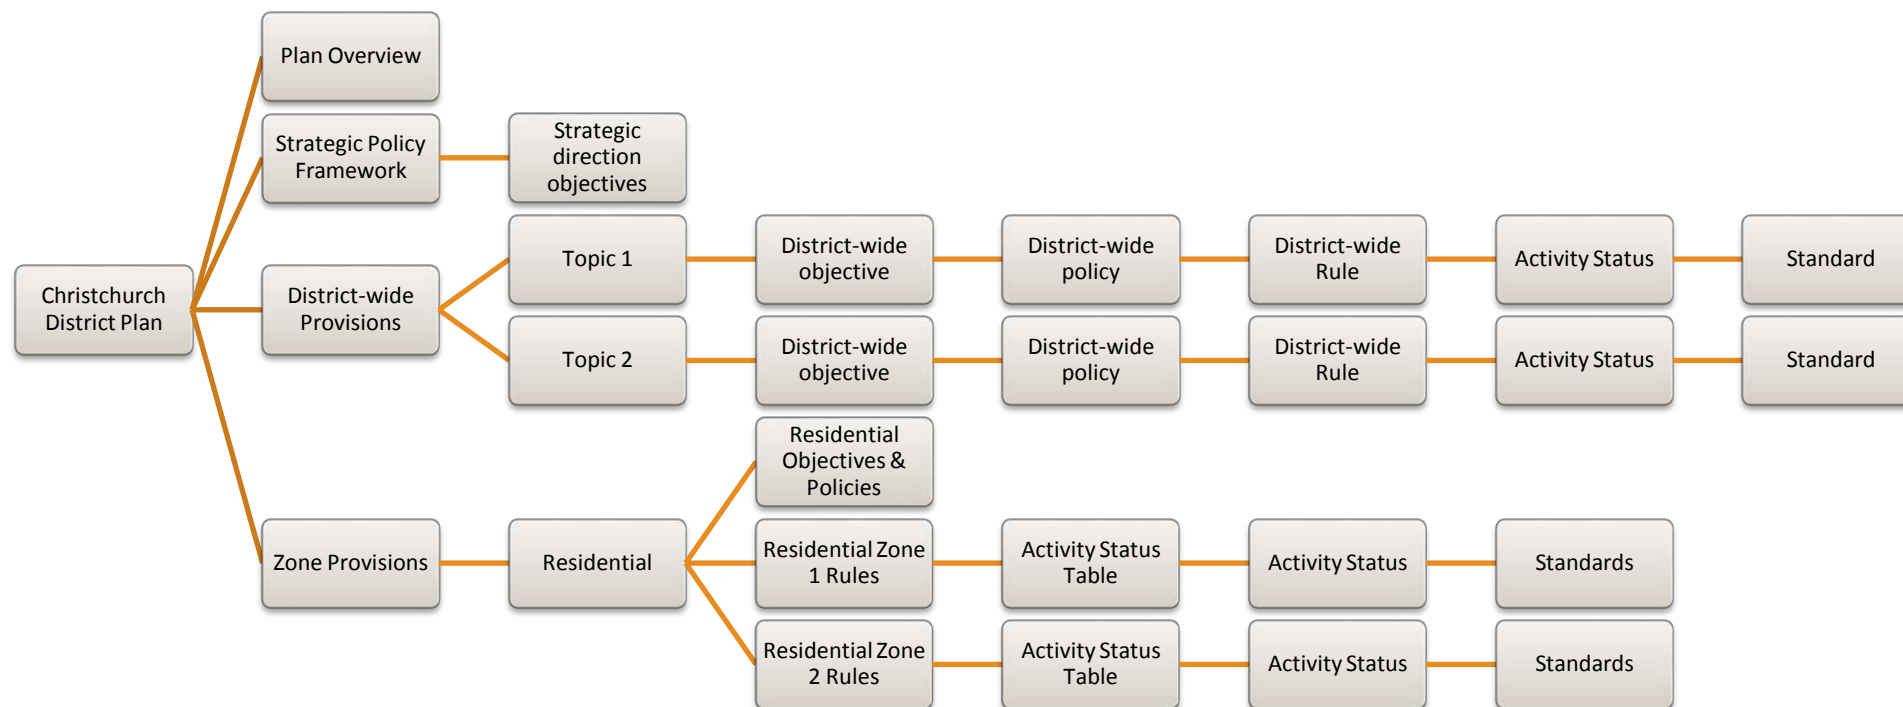 Plan Overview
Strategic Policy
Framework
Strategic
direction
objectives
Christchurch
District Plan
District-wide
Provisions
Topic 1
District-wide
objective
District-wide
policy
District-wide
Rule
Activity Status
Standard
Topic 2
District-wide
objective
District-wide
policy
District-wide
Rule
Activity Status
Standard
Zone Provisions
Residential
Residential
Objectives &
Policies
Residential Zone
1 Rules
Activity Status
Table
Activity Status
Standards
Residential Zone
2 Rules
Activity Status
Table
Activity Status
Standards